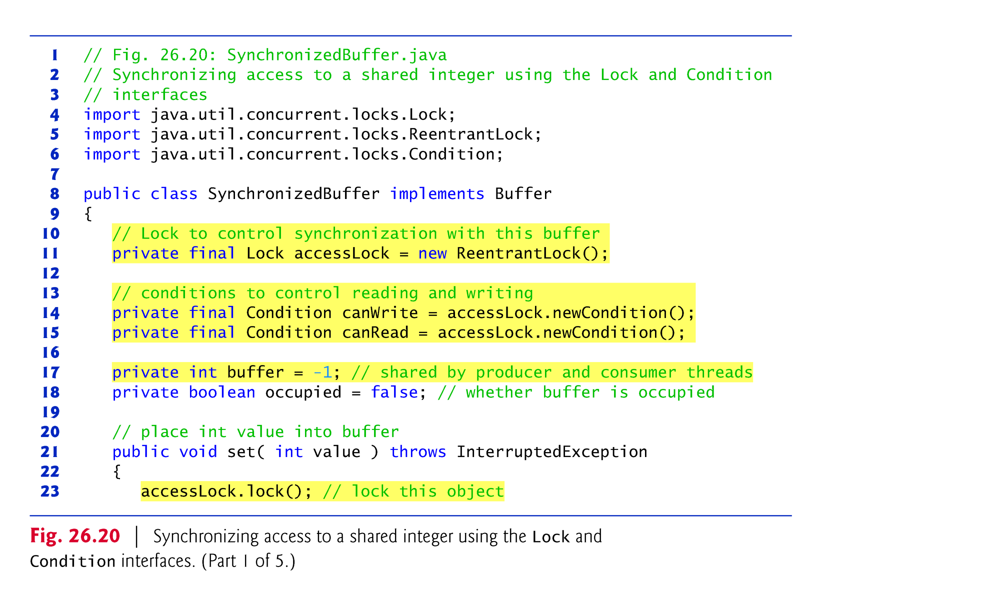 1 // Fig. 26.20: SynchronizedBuffer.java
2 // Synchronizing access to a shared integer using the Lock and Condition
3 // interfaces
4 import java.util.concurrent.locks.Lock;
5 import java.util.concurrent.locks.ReentrantLock;
6 import java.util.concurrent.locks.Condition;
7
8 public class SynchronizedBuffer implements Buffer
9 {
10 // Lock to control synchronization with this buffer
11 private final Lock accessLock = new ReentrantLock();
12
13 // conditions to control reading and writing
14 private final Condition canWrite = accessLock.newCondition();
15 private final Condition canRead = accessLock.newCondition();
16
17 private int buffer = -1; // shared by producer and consumer threads
18 private boolean occupied = false; // whether buffer is occupied
19
20 // place int value into buffer
21 public void set( int value ) throws InterruptedException
22 {
23 accessLock.lock(); // lock this object
Fig. 26.20 | Synchronizing access to a shared integer using the Lock and
Condition interfaces. (Part 1 of 5.)